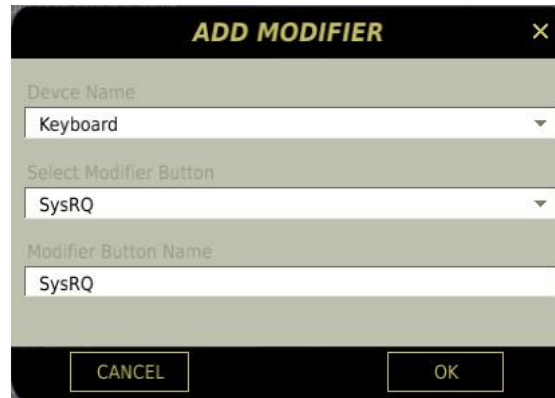 ADD MODIFIER ×
Devce Name
Keyboard
Select Modifier Button
SysRQ
Modifier Button Name
SysRQ
CANCEL OK